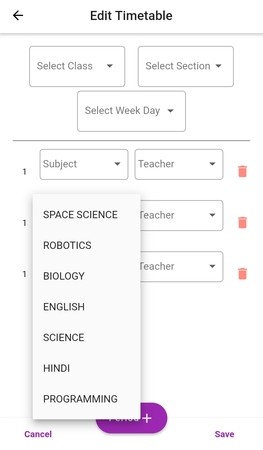 Edit Timetable
Select Class
Select Section
Select Week Day
1
Subject
Teacher
1
Teacher
1
Teacher
SPACE SCIENCE
ROBOTICS
BIOLOGY
ENGLISH
SCIENCE
HINDI
PROGRAMMING
+
Cancel
Save